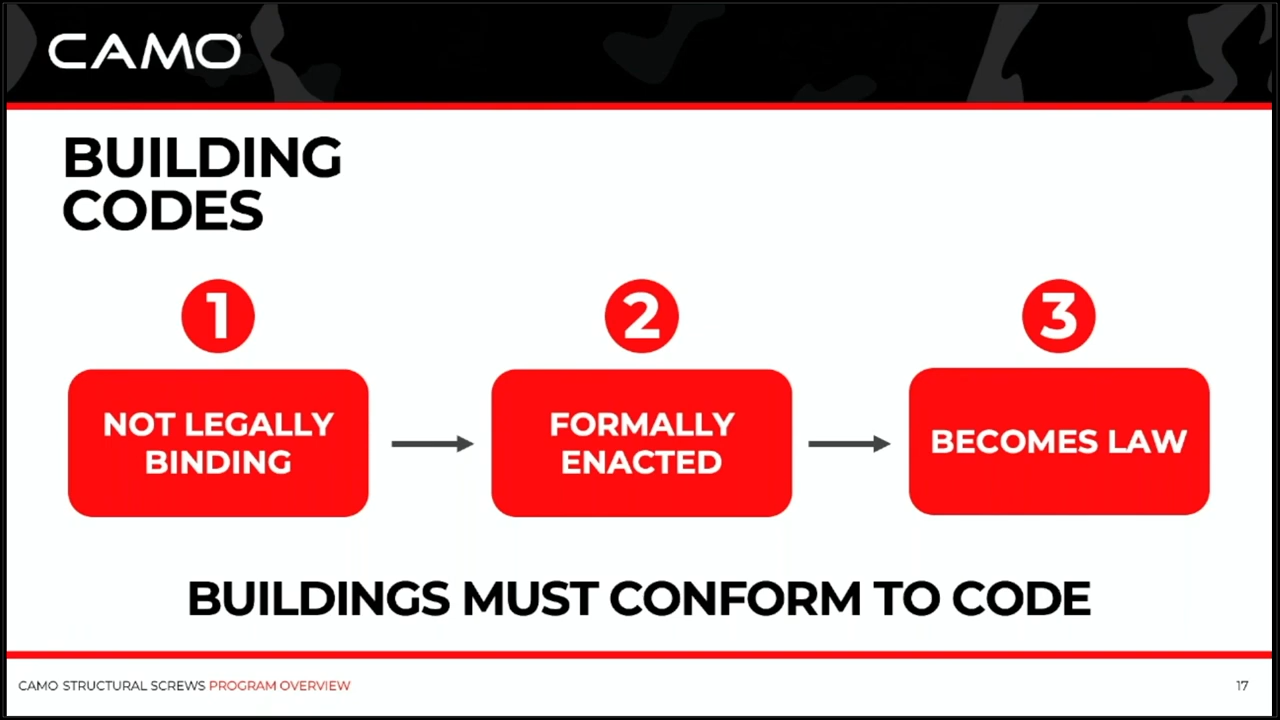 CAMO®
BUILDING
CODES
1
NOT LEGALLY
BINDING
2
FORMALLY
ENACTED
3
BECOMES LAW
BUILDINGS MUST CONFORM TO CODE
CAMO STRUCTURAL SCREWS PROGRAM OVERVIEW
17